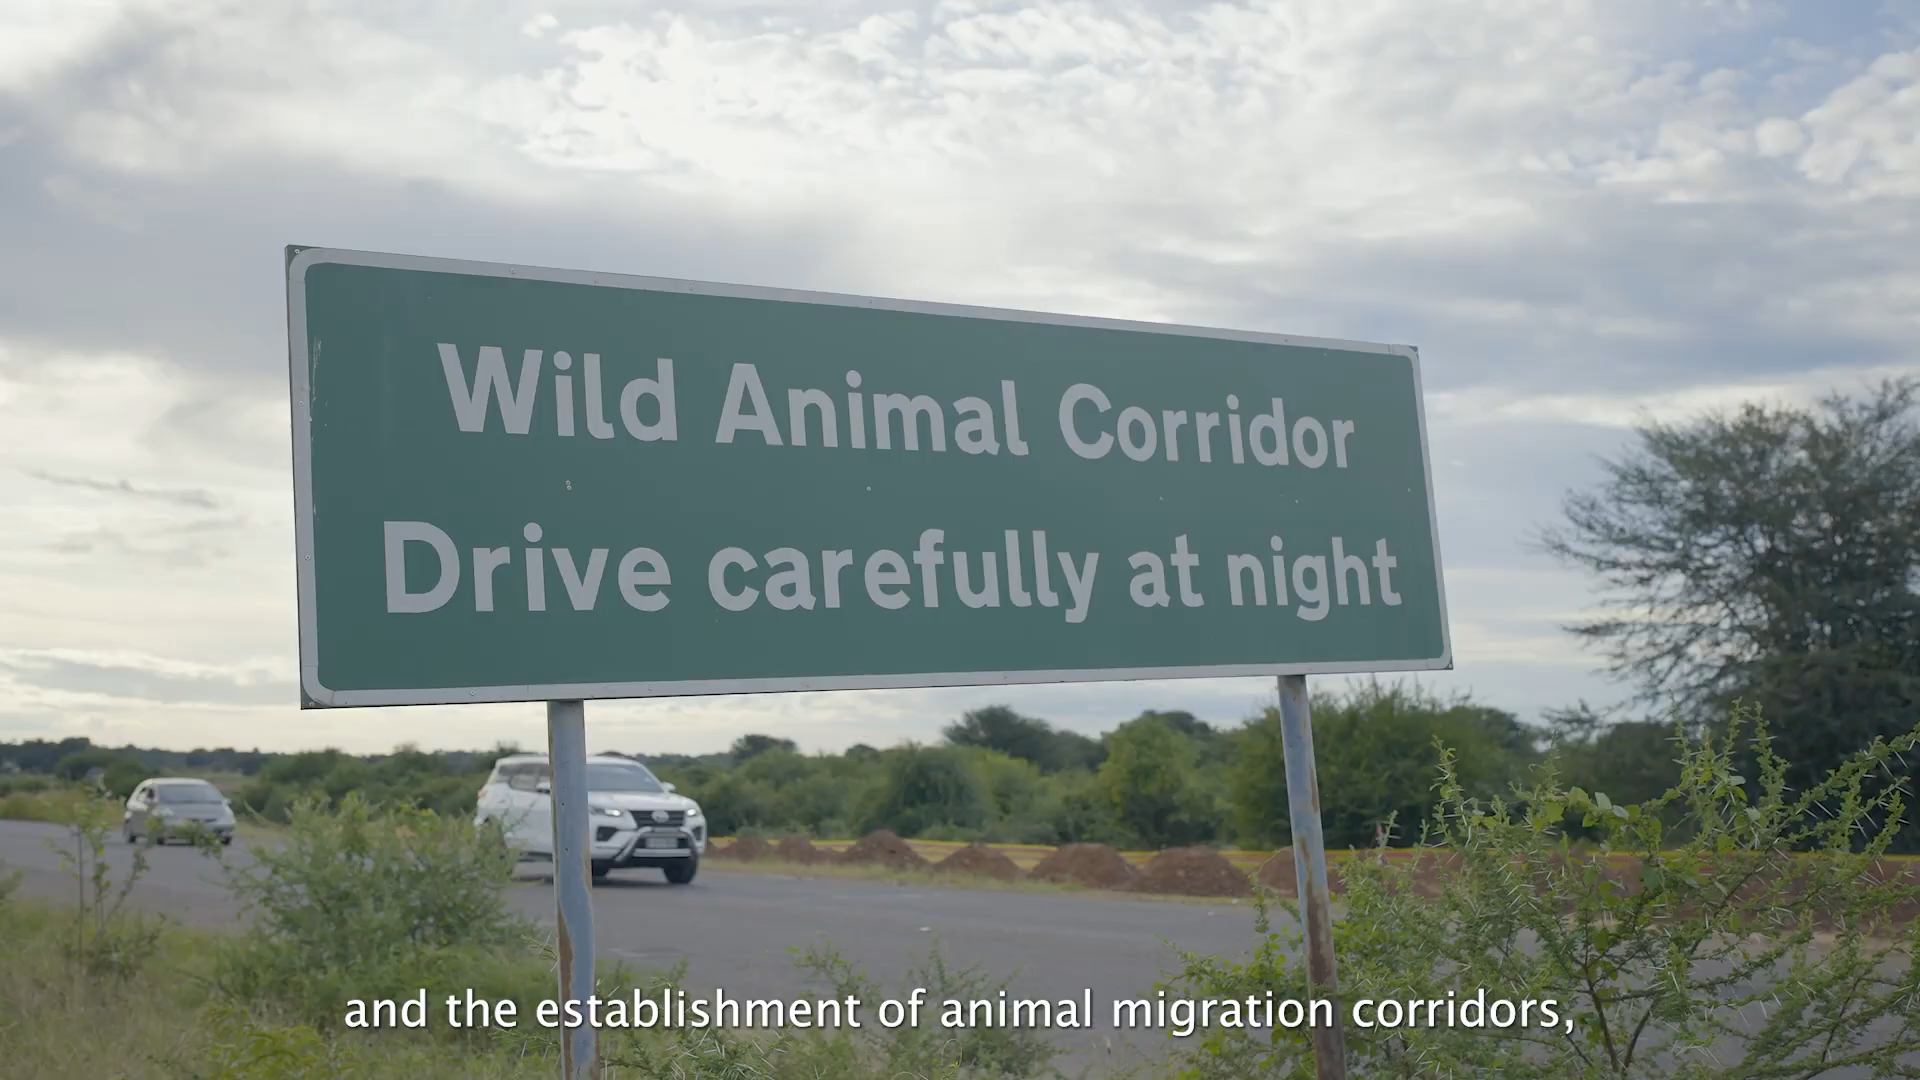 Wild Animal Corridor
Drive carefully at night
and the establishment of animal migration corridors,